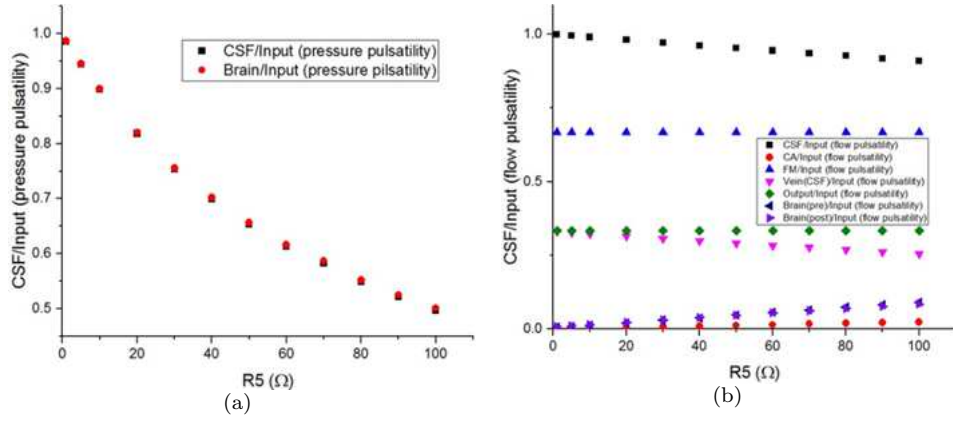 1.0
0.9
0.8
0.7
0.6
0.5
CSF/Input (pressure pulsatility)
CSF/Input (pressure pulsatility)
Brain/Input (pressure pilsatility)
0 20 40 60 80 100
R5 (Ω)
(a)
1.0
0.5
0.0
CSF/Input (flow pulsatility)
CSF/Input (flow pulsatility)
CA/Input (flow pulsatility)
FM/Input (flow pulsatility)
Vein(CSF)/Input (flow pulsatility)
Output/Input (flow pulsatility)
Brain(pre)/Input (flow pulsatility)
Brain(post)/Input (flow pulsatility)
0 20 40 60 80 100
R5 (Ω)
(b)